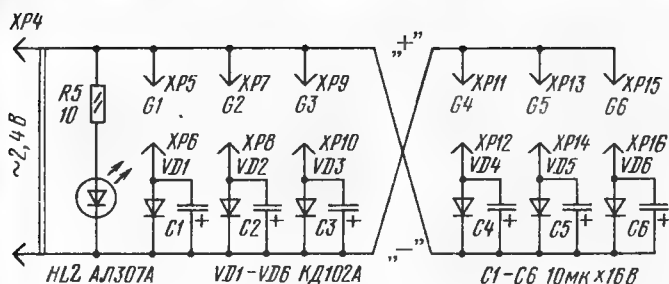 XP4
R5
10
~2,4 В
XP5
G1
XP7
G2
XP9
G3
„+”
XP11
G4
XP13
G5
XP15
G6
XP6
VD1
XP8
VD2
XP10
VD3
XP12
VD4
XP14
VD5
XP16
VD6
C1
+
C2
+
C3
+
C4
+
C5
+
C6
+
„–”
HL2 АЛ307А
VD1-VD6 КД102А
C1-C6 10мк×16В